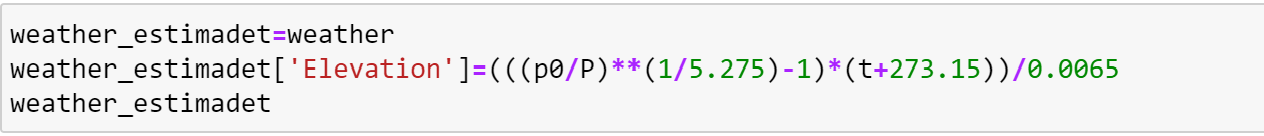 weather_estimadet=weather
weather_estimadet['Elevation']=(((p0/P)**(1/5.275)-1)*(t+273.15))/0.0065
weather_estimadet